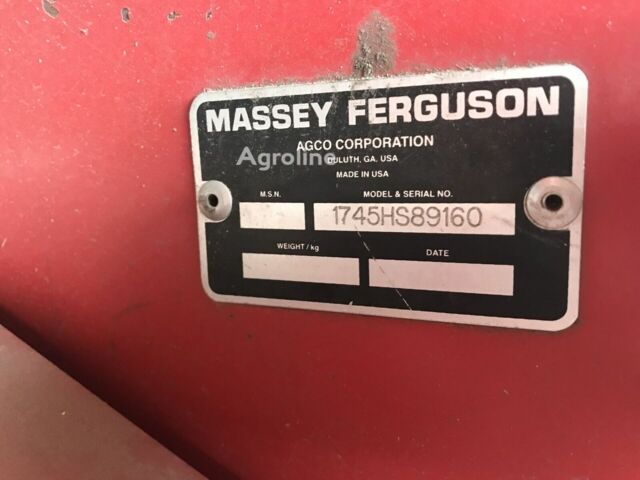 MASSEY FERGUSON
AGCO CORPORATION
Agroline
DULUTH, GA. USA
MADE IN USA
M.S.N.
MODEL & SERIAL NO.
1745HS89160
WEIGHT / kg
DATE